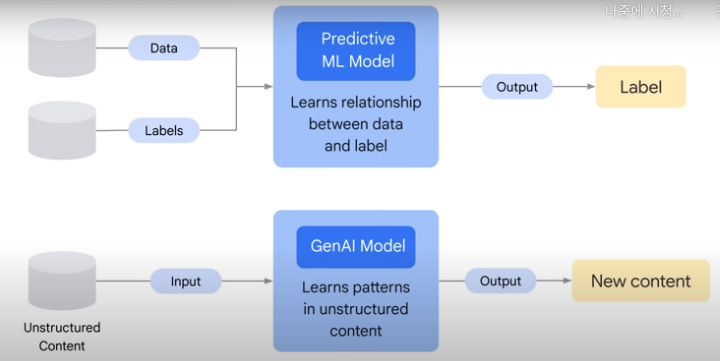 나중에 시청...
Data
Labels
Predictive
ML Model
Learns relationship
between data
and label
Output
Label
Unstructured
Content
Input
GenAI Model
Learns patterns
in unstructured
content
Output
New content